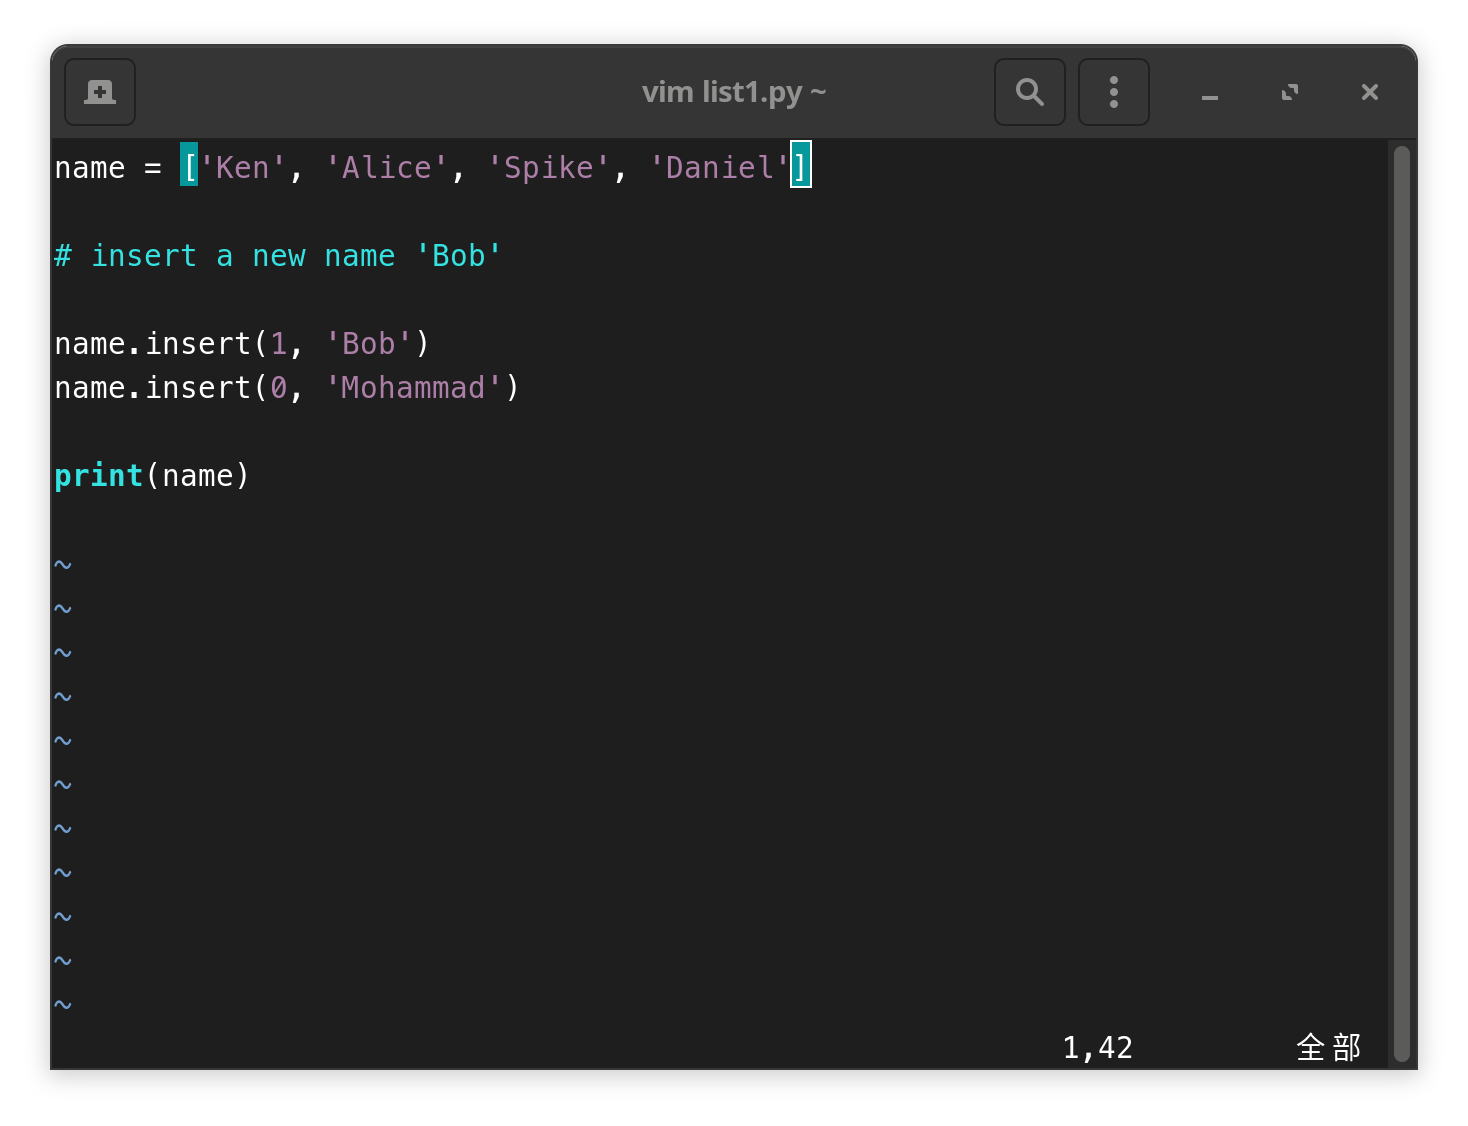 vim list1.py ~
name = ['Ken', 'Alice', 'Spike', 'Daniel']
# insert a new name 'Bob'
name.insert(1, 'Bob')
name.insert(0, 'Mohammad')
print(name)
~
~
~
~
~
~
~
~
~
~
~
1,42 全部